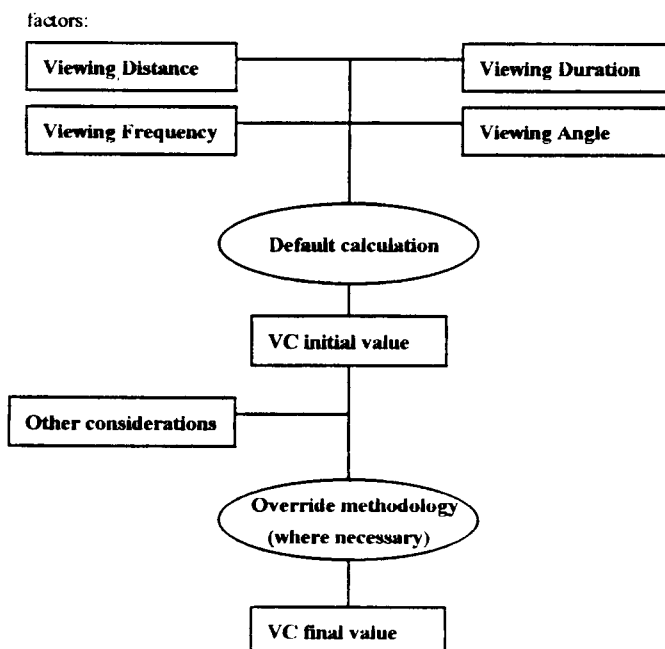 factors:
Viewing Distance
Viewing Duration
Viewing Frequency
Viewing Angle
Default calculation
VC initial value
Other considerations
Override methodology
(where necessary)
VC final value